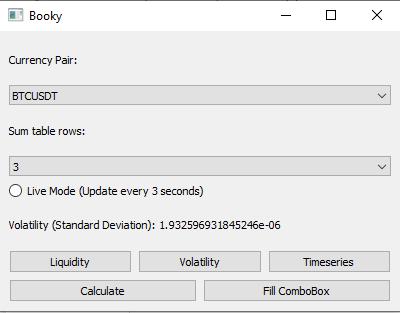 Booky
Currency Pair:
BTCUSDT
Sum table rows:
3
Live Mode (Update every 3 seconds)
Volatility (Standard Deviation): 1.932596931845246e-06
Liquidity Volatility Timeseries
Calculate Fill ComboBox